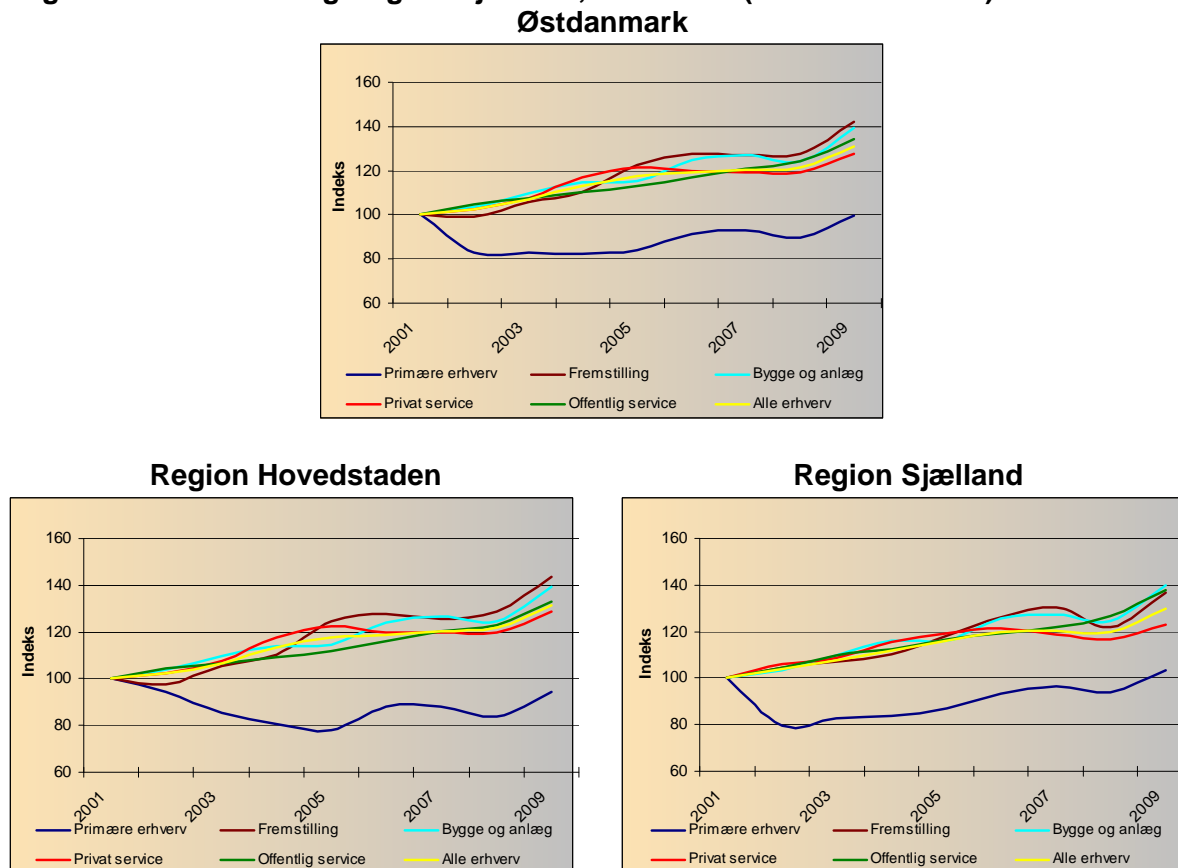 Østdanmark
160
140
120
100
80
60
Indeks
2001
2003
2005
2007
2009
Primære erhverv
Fremstilling
Bygge og anlæg
Privat service
Offentlig service
Alle erhverv
Region Hovedstaden
160
140
120
100
80
60
Indeks
2001
2003
2005
2007
2009
Primære erhverv
Fremstilling
Bygge og anlæg
Privat service
Offentlig service
Alle erhverv
Region Sjælland
160
140
120
100
80
60
Indeks
2001
2003
2005
2007
2009
Primære erhverv
Fremstilling
Bygge og anlæg
Privat service
Offentlig service
Alle erhverv